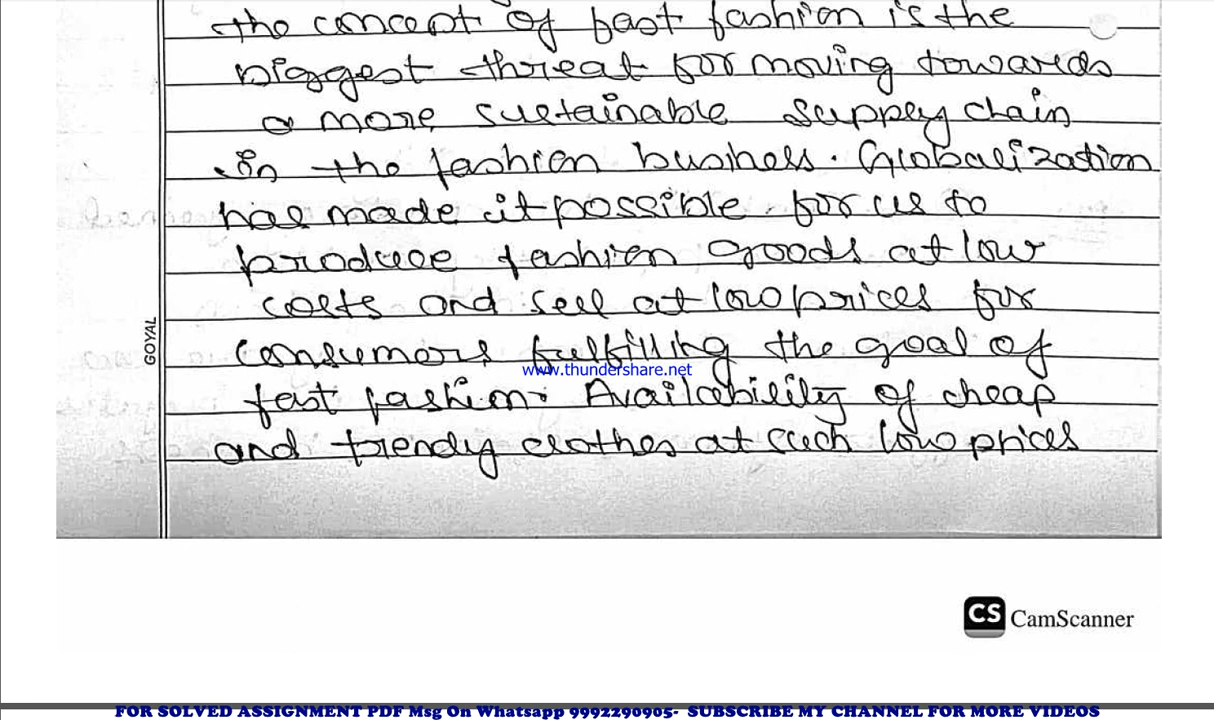 the concept of fast fashion is the
biggest threat for moving towards
a more sustainable supply chain
in the fashion business. Globalization
has made it possible for us to
produce fashion goods at low
costs and sell at low prices for
consumers fulfilling the goal of
www.thundershare.net
fast fashion. Availability of cheap
and trendy clothes at such low prices
GOYAL
CS CamScanner
FOR SOLVED ASSIGNMENT PDF Msg On Whatsapp 9992290905- SUBSCRIBE MY CHANNEL FOR MORE VIDEOS